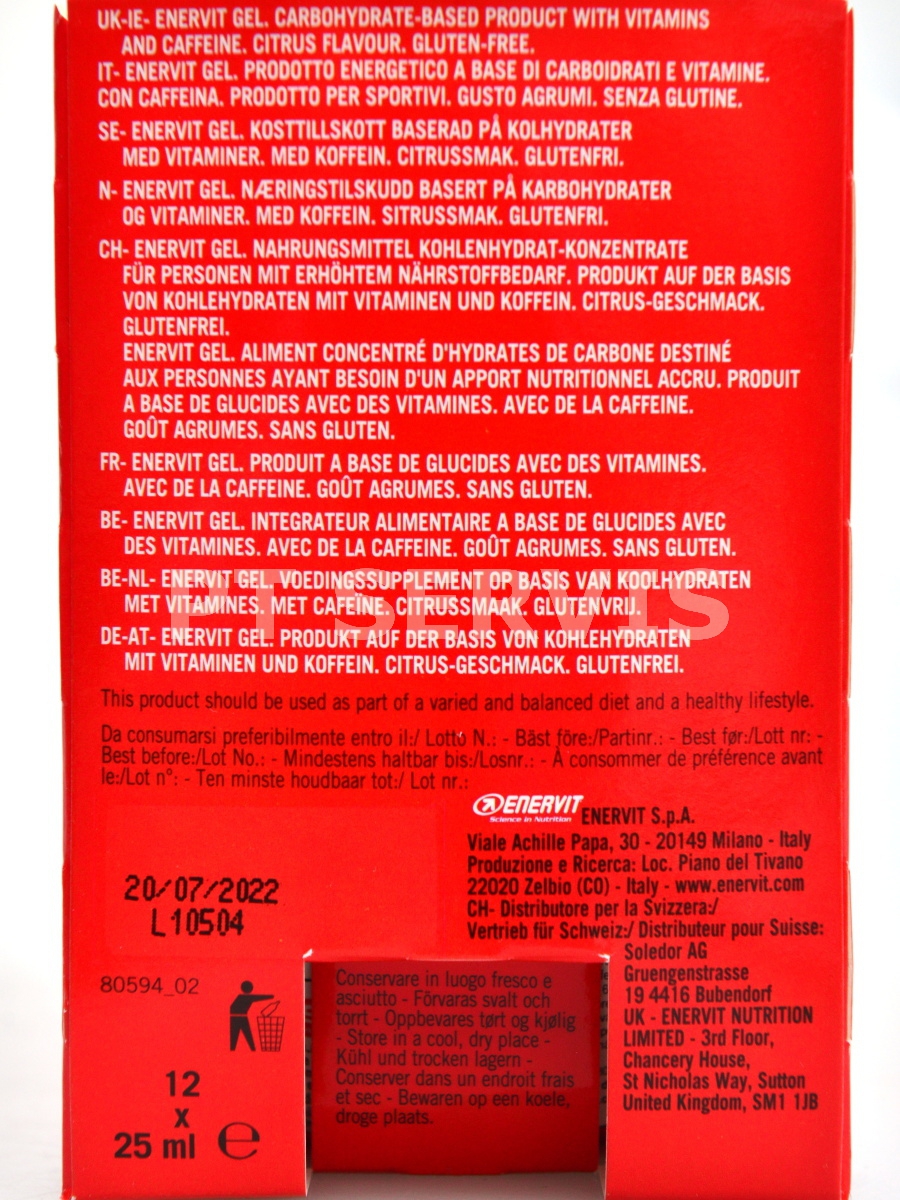 UK-IE- ENERVIT GEL. CARBOHYDRATE-BASED PRODUCT WITH VITAMINS
AND CAFFEINE. CITRUS FLAVOUR. GLUTEN-FREE.
IT- ENERVIT GEL. PRODOTTO ENERGETICO A BASE DI CARBOIDRATI E VITAMINE.
CON CAFFEINA. PRODOTTO PER SPORTIVI. GUSTO AGRUMI. SENZA GLUTINE.
SE- ENERVIT GEL. KOSTTILLSKOTT BASERAD PÅ KOLHYDRATER
MED VITAMINER. MED KOFFEIN. CITRUSSMAK. GLUTENFRI.
N- ENERVIT GEL. NÆRINGSTILSKUDD BASERT PÅ KARBOHYDRATER
OG VITAMINER. MED KOFFEIN. SITRUSSMAK. GLUTENFRI.
CH- ENERVIT GEL. NAHRUNGSMITTEL KOHLENHYDRAT-KONZENTRATE
FÜR PERSONEN MIT ERHÖHTEM NÄHRSTOFFBEDARF. PRODUKT AUF DER BASIS
VON KOHLEHYDRATEN MIT VITAMINEN UND KOFFEIN. CITRUS-GESCHMACK.
GLUTENFREI.
ENERVIT GEL. ALIMENT CONCENTRÉ D'HYDRATES DE CARBONE DESTINÉ
AUX PERSONNES AYANT BESOIN D'UN APPORT NUTRITIONNEL ACCRU. PRODUIT
A BASE DE GLUCIDES AVEC DES VITAMINES. AVEC DE LA CAFFEINE.
GOÛT AGRUMES. SANS GLUTEN.
FR- ENERVIT GEL. PRODUIT A BASE DE GLUCIDES AVEC DES VITAMINES.
AVEC DE LA CAFFEINE. GOÛT AGRUMES. SANS GLUTEN.
BE- ENERVIT GEL. INTEGRATEUR ALIMENTAIRE A BASE DE GLUCIDES AVEC
DES VITAMINES. AVEC DE LA CAFFEINE. GOÛT AGRUMES. SANS GLUTEN.
BE-NL- ENERVIT GEL. VOEDINGSSUPPLEMENT OP BASIS VAN KOOLHYDRATEN
MET VITAMINES. MET CAFEÏNE. CITRUSSMAAK. GLUTENVRIJ.
PT SERVIS
DE-AT- ENERVIT GEL. PRODUKT AUF DER BASIS VON KOHLEHYDRATEN
MIT VITAMINEN UND KOFFEIN. CITRUS-GESCHMACK. GLUTENFREI.
This product should be used as part of a varied and balanced diet and a healthy lifestyle.
Da consumarsi preferibilmente entro il:/ Lotto N.: - Bäst före:/Partinr.: - Best før:/Lott nr: -
Best before:/Lot No.: - Mindestens haltbar bis:/Losnr.: - À consommer de préférence avant
le:/Lot n°: - Ten minste houdbaar tot:/ Lot nr.:
20/07/2022
L10504
ENERVIT
Science in Nutrition
ENERVIT S.p.A.
Viale Achille Papa, 30 - 20149 Milano - Italy
Produzione e Ricerca: Loc. Piano del Tivano
22020 Zelbio (CO) - Italy - www.enervit.com
CH- Distributore per la Svizzera:/
Vertrieb für Schweiz:/ Distributeur pour Suisse:
Soledor AG
Gruengenstrasse
19 4416 Bubendorf
UK - ENERVIT NUTRITION
LIMITED - 3rd Floor,
Chancery House,
St Nicholas Way, Sutton
United Kingdom, SM1 1JB
80594_02
12
x
25 ml ℮
Conservare in luogo fresco e
asciutto - Förvaras svalt och
torrt - Oppbevares tørt og kjølig
- Store in a cool, dry place -
Kühl und trocken lagern -
Conserver dans un endroit frais
et sec - Bewaren op een koele,
droge plaats.